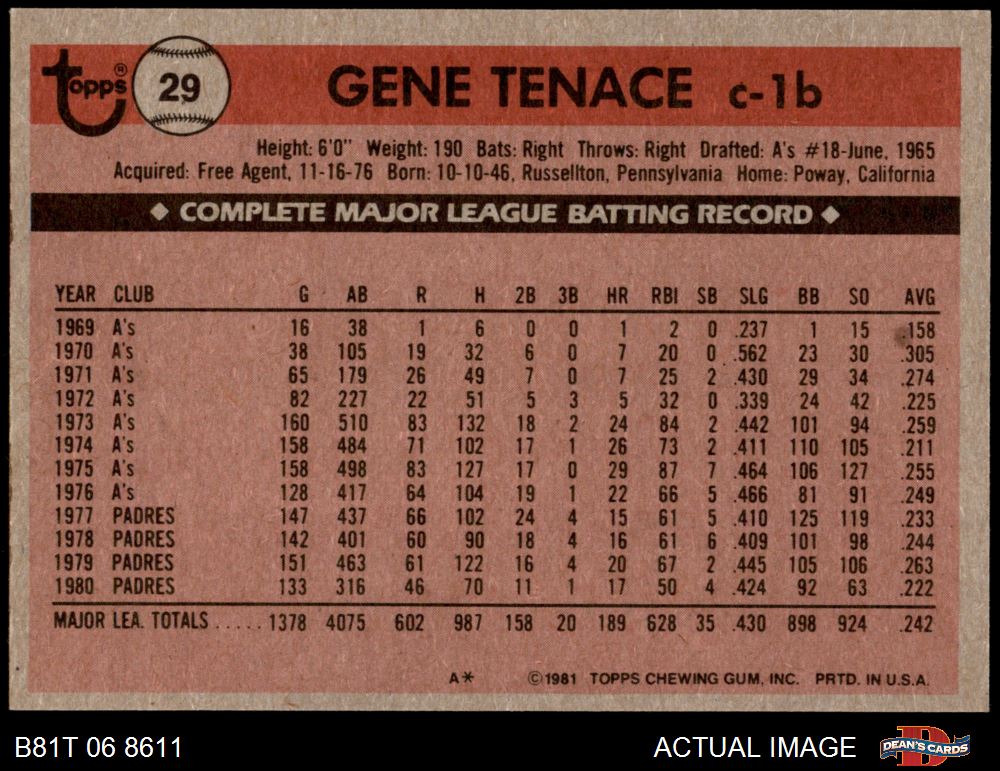 Topps® 29 GENE TENACE c-1b
Height: 6'0" Weight: 190 Bats: Right Throws: Right Drafted: A's #18-June, 1965
Acquired: Free Agent, 11-16-76 Born: 10-10-46, Russellton, Pennsylvania Home: Poway, California
◆ COMPLETE MAJOR LEAGUE BATTING RECORD ◆
YEAR CLUB G AB R H 2B 3B HR RBI SB SLG BB SO AVG
1969 A's 16 38 1 6 0 0 1 2 0 .237 1 15 .158
1970 A's 38 105 19 32 6 0 7 20 0 .562 23 30 .305
1971 A's 65 179 26 49 7 0 7 25 2 .430 29 34 .274
1972 A's 82 227 22 51 5 3 5 32 0 .339 24 42 .225
1973 A's 160 510 83 132 18 2 24 84 2 .442 101 94 .259
1974 A's 158 484 71 102 17 1 26 73 2 .411 110 105 .211
1975 A's 158 498 83 127 17 0 29 87 7 .464 106 127 .255
1976 A's 128 417 64 104 19 1 22 66 5 .466 81 91 .249
1977 PADRES 147 437 66 102 24 4 15 61 5 .410 125 119 .233
1978 PADRES 142 401 60 90 18 4 16 61 6 .409 101 98 .244
1979 PADRES 151 463 61 122 16 4 20 67 2 .445 105 106 .263
1980 PADRES 133 316 46 70 11 1 17 50 4 .424 92 63 .222
MAJOR LEA. TOTALS ..... 1378 4075 602 987 158 20 189 628 35 .430 898 924 .242
A* ©1981 TOPPS CHEWING GUM, INC. PRTD. IN U.S.A.
B81T 06 8611 ACTUAL IMAGE DEAN'S CARDS